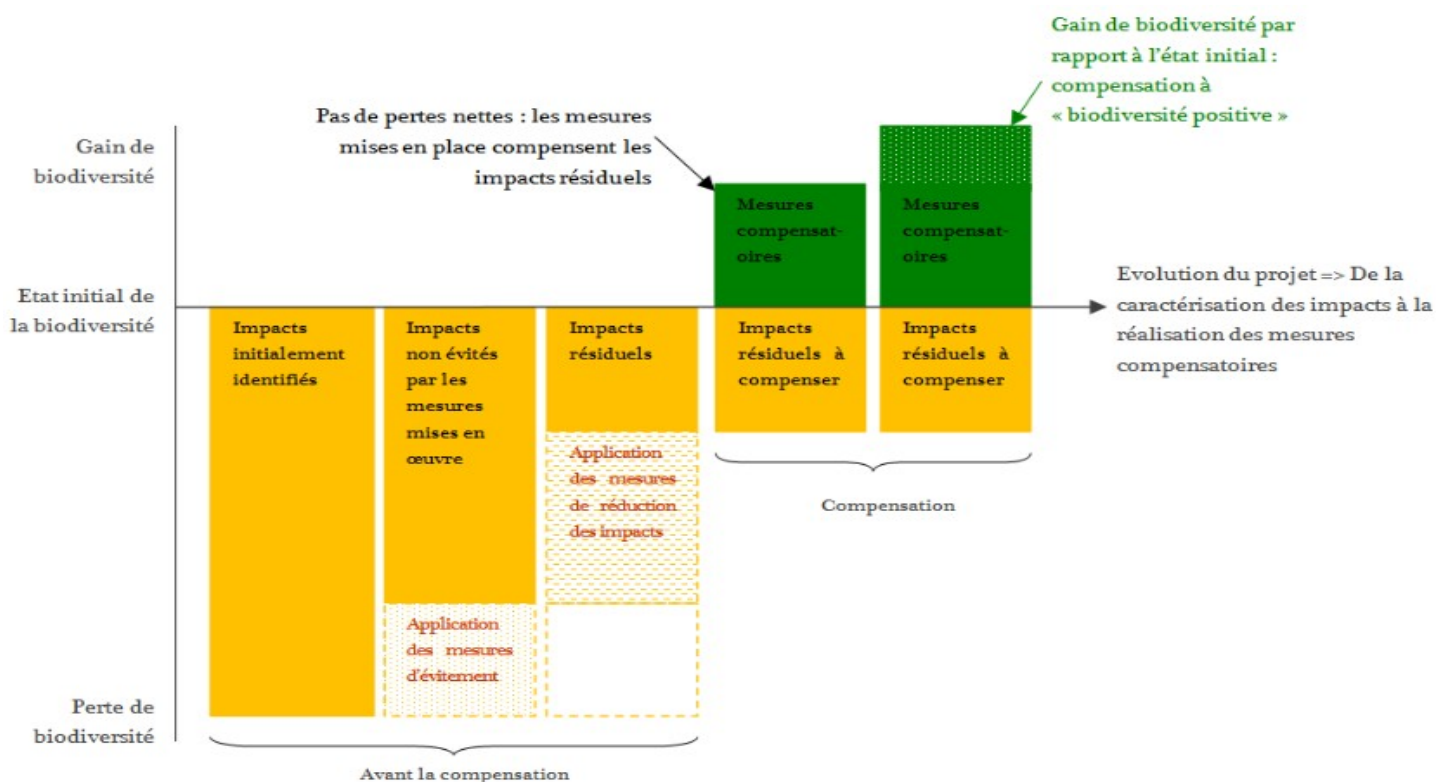 Gain de biodiversité par
rapport à l'état initial :
compensation à
« biodiversité positive »
Pas de pertes nettes : les mesures
mises en place compensent les
impacts résiduels
Gain de
biodiversité
Mesures
compensat-
oires
Mesures
compensat-
oires
Etat initial de
la biodiversité
Evolution du projet => De la
caractérisation des impacts à la
réalisation des mesures
compensatoires
Impacts
initialement
identifiés
Impacts
non évités
par les
mesures
mises en
œuvre
Impacts
résiduels
Impacts
résiduels à
compenser
Impacts
résiduels à
compenser
Application
des mesures
de réduction
des impacts
Compensation
Application
des mesures
d'évitement
Perte de
biodiversité
Avant la compensation